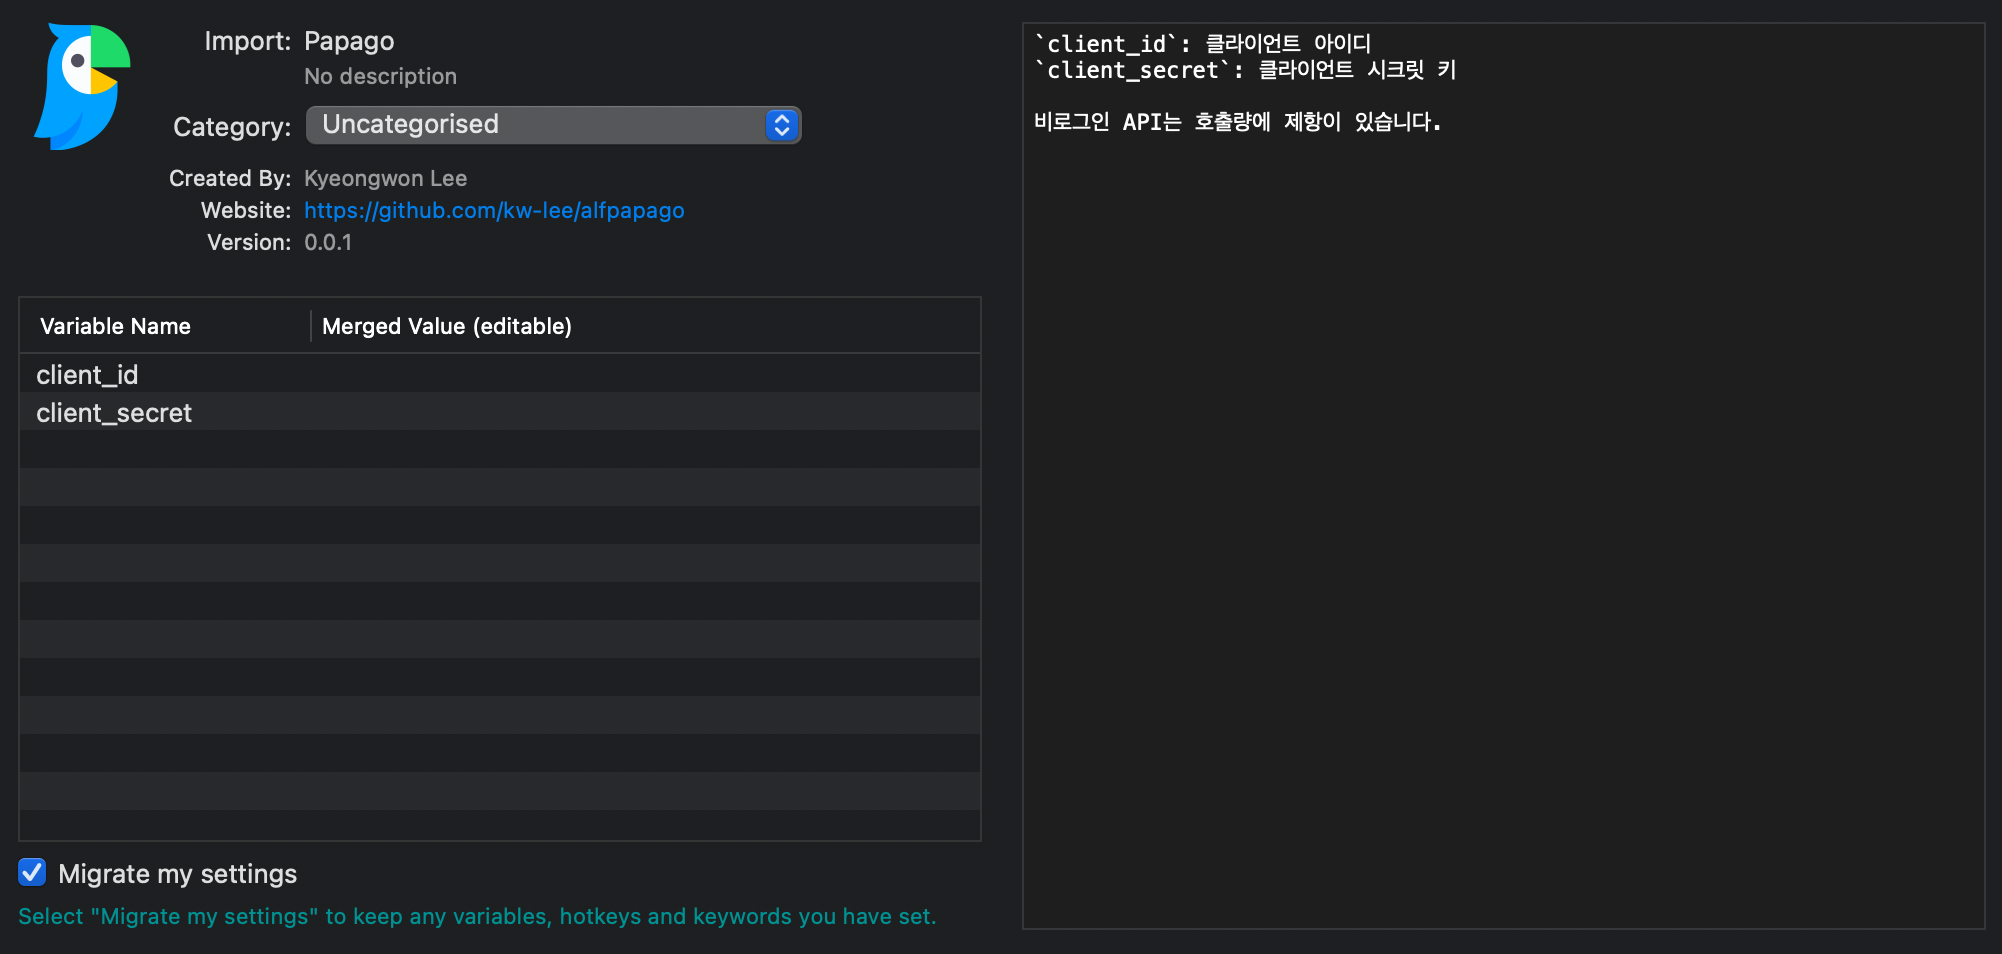 Import: Papago
No description
Category: Uncategorised
Created By: Kyeongwon Lee
Website: https://github.com/kw-lee/alfpapago
Version: 0.0.1
Variable Name Merged Value (editable)
client_id
client_secret
Migrate my settings
Select "Migrate my settings" to keep any variables, hotkeys and keywords you have set.
`client_id`: 클라이언트 아이디
`client_secret`: 클라이언트 시크릿 키
비로그인 API는 호출량에 제항이 있습니다.